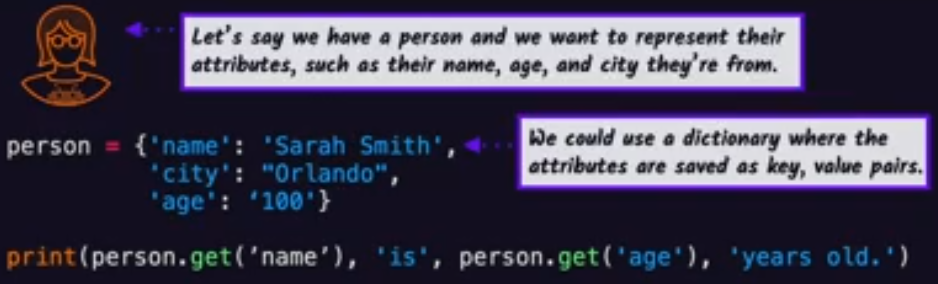 Let's say we have a person and we want to represent their
attributes, such as their name, age, and city they're from.
person = {'name': 'Sarah Smith',
We could use a dictionary where the
attributes are saved as key, value pairs.
'city': "Orlando",
'age': ‘100'}
print(person.get(’name’), 'is', person.get('age'), 'years old.')